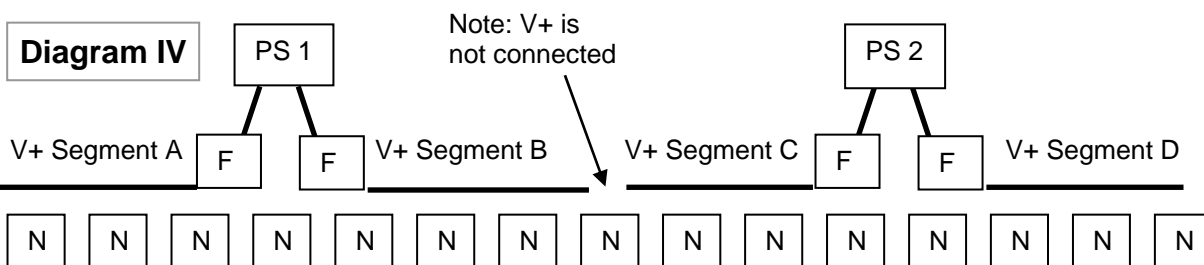 Diagram IV
PS 1
Note: V+ is
not connected
PS 2
V+ Segment A
F
F
V+ Segment B
V+ Segment C
F
F
V+ Segment D
N N N N N N N N N N N N N N N